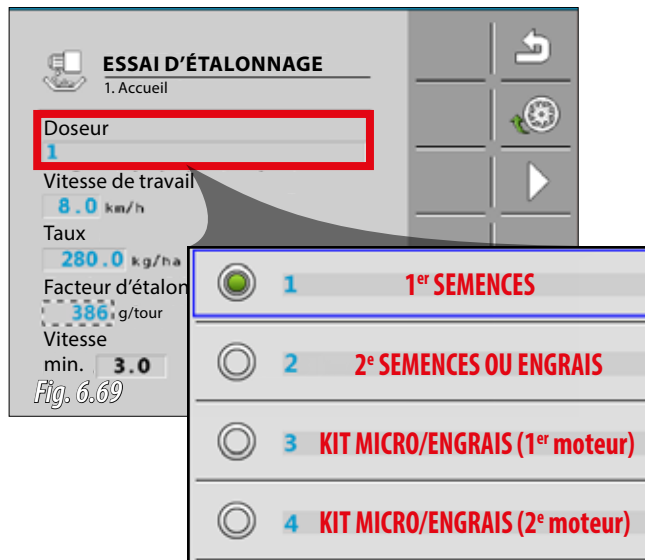 ESSAI D'ÉTALONNAGE
1. Accueil
Doseur
1
Vitesse de travail
8.0 km/h
Taux
280.0 kg/ha
Facteur d'étalon
386 g/tour
Vitesse
min. 3.0
Fig. 6.69
1 1er SEMENCES
2 2e SEMENCES OU ENGRAIS
3 KIT MICRO/ENGRAIS (1er moteur)
4 KIT MICRO/ENGRAIS (2e moteur)